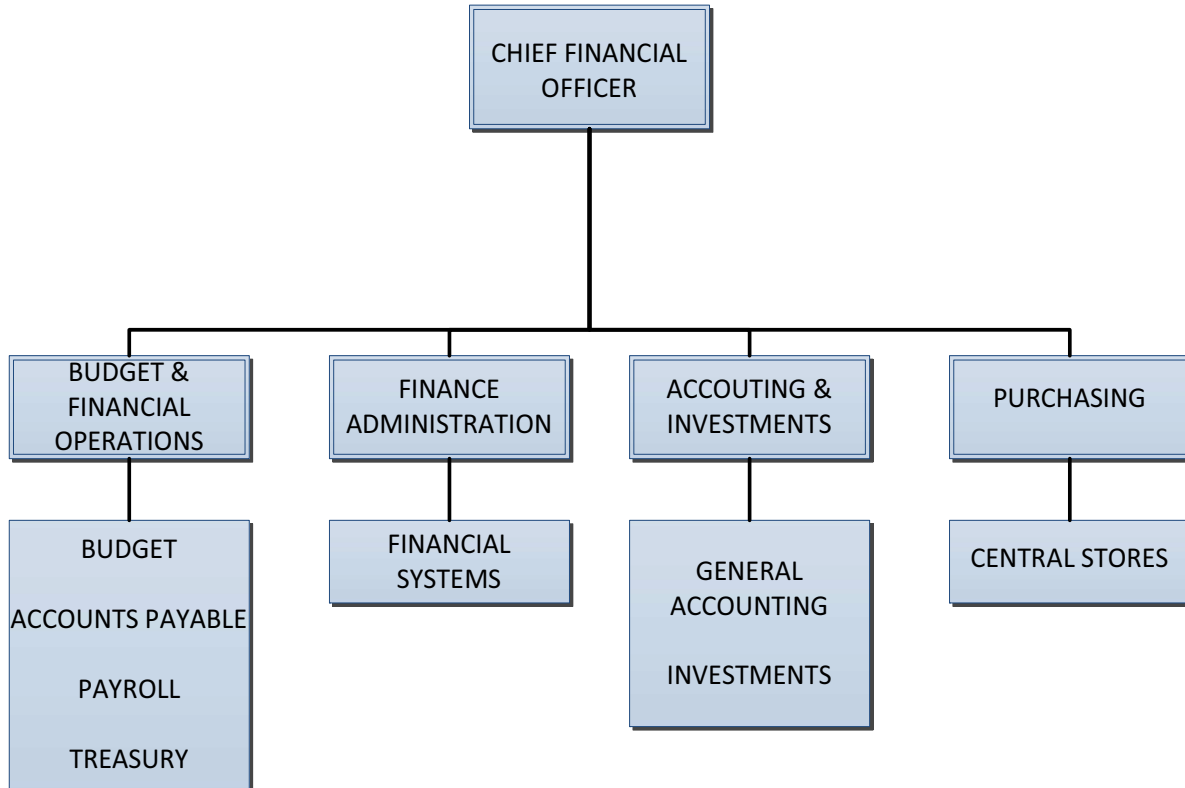 CHIEF FINANCIAL
OFFICER
BUDGET &
FINANCIAL
OPERATIONS
FINANCE
ADMINISTRATION
ACCOUTING &
INVESTMENTS
PURCHASING
BUDGET
ACCOUNTS PAYABLE
PAYROLL
TREASURY
FINANCIAL
SYSTEMS
GENERAL
ACCOUNTING
INVESTMENTS
CENTRAL STORES